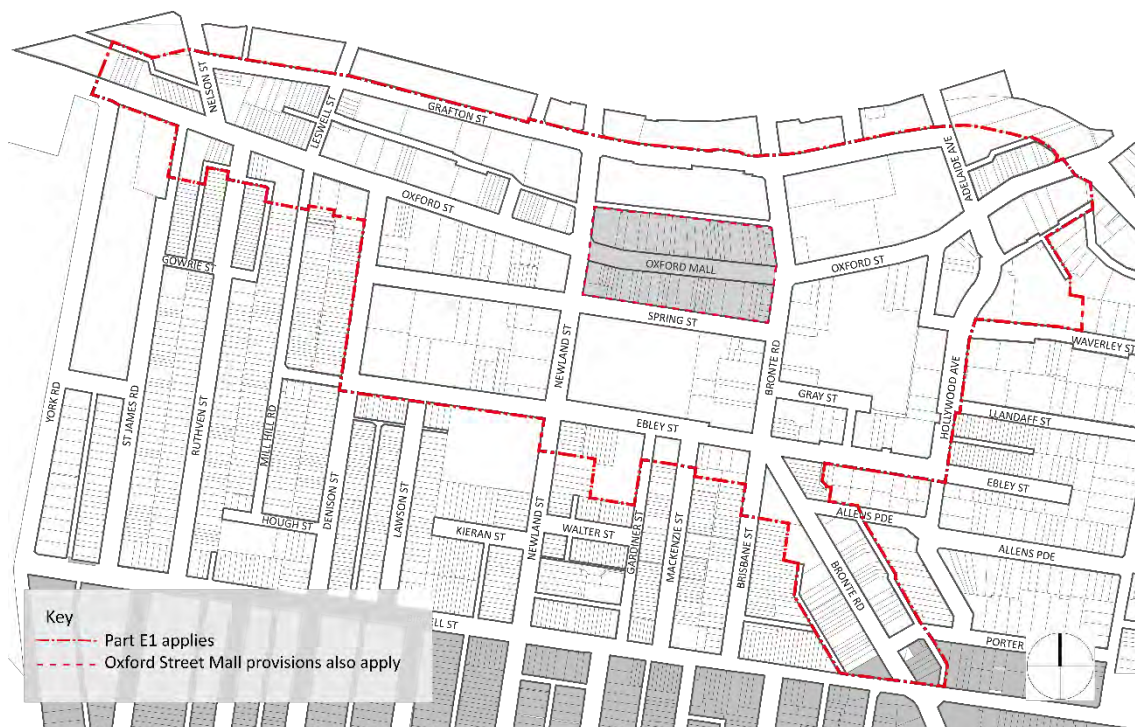 NELSON ST
LESWELL ST
GRAFTON ST
ADELAIDE AVE
OXFORD ST
OXFORD MALL
OXFORD ST
GOWRIE ST
SPRING ST
WAVERLEY ST
NEWLAND ST
BRONTE RD
HOLLYWOOD AVE
GRAY ST
LLANDAFF ST
YORK RD
ST JAMES RD
RUTHVEN ST
MILL HILL RD
EBLEY ST
DENISON ST
LAWSON ST
EBLEY ST
HOUGH ST
KIERAN ST
NEWLAND ST
WALTER ST
GARDINER ST
MACKENZIE ST
BRISBANE ST
ALLENS PDE
ALLENS PDE
BRONTE RD
PORTER
ELL ST
Key
Part E1 applies
Oxford Street Mall provisions also apply